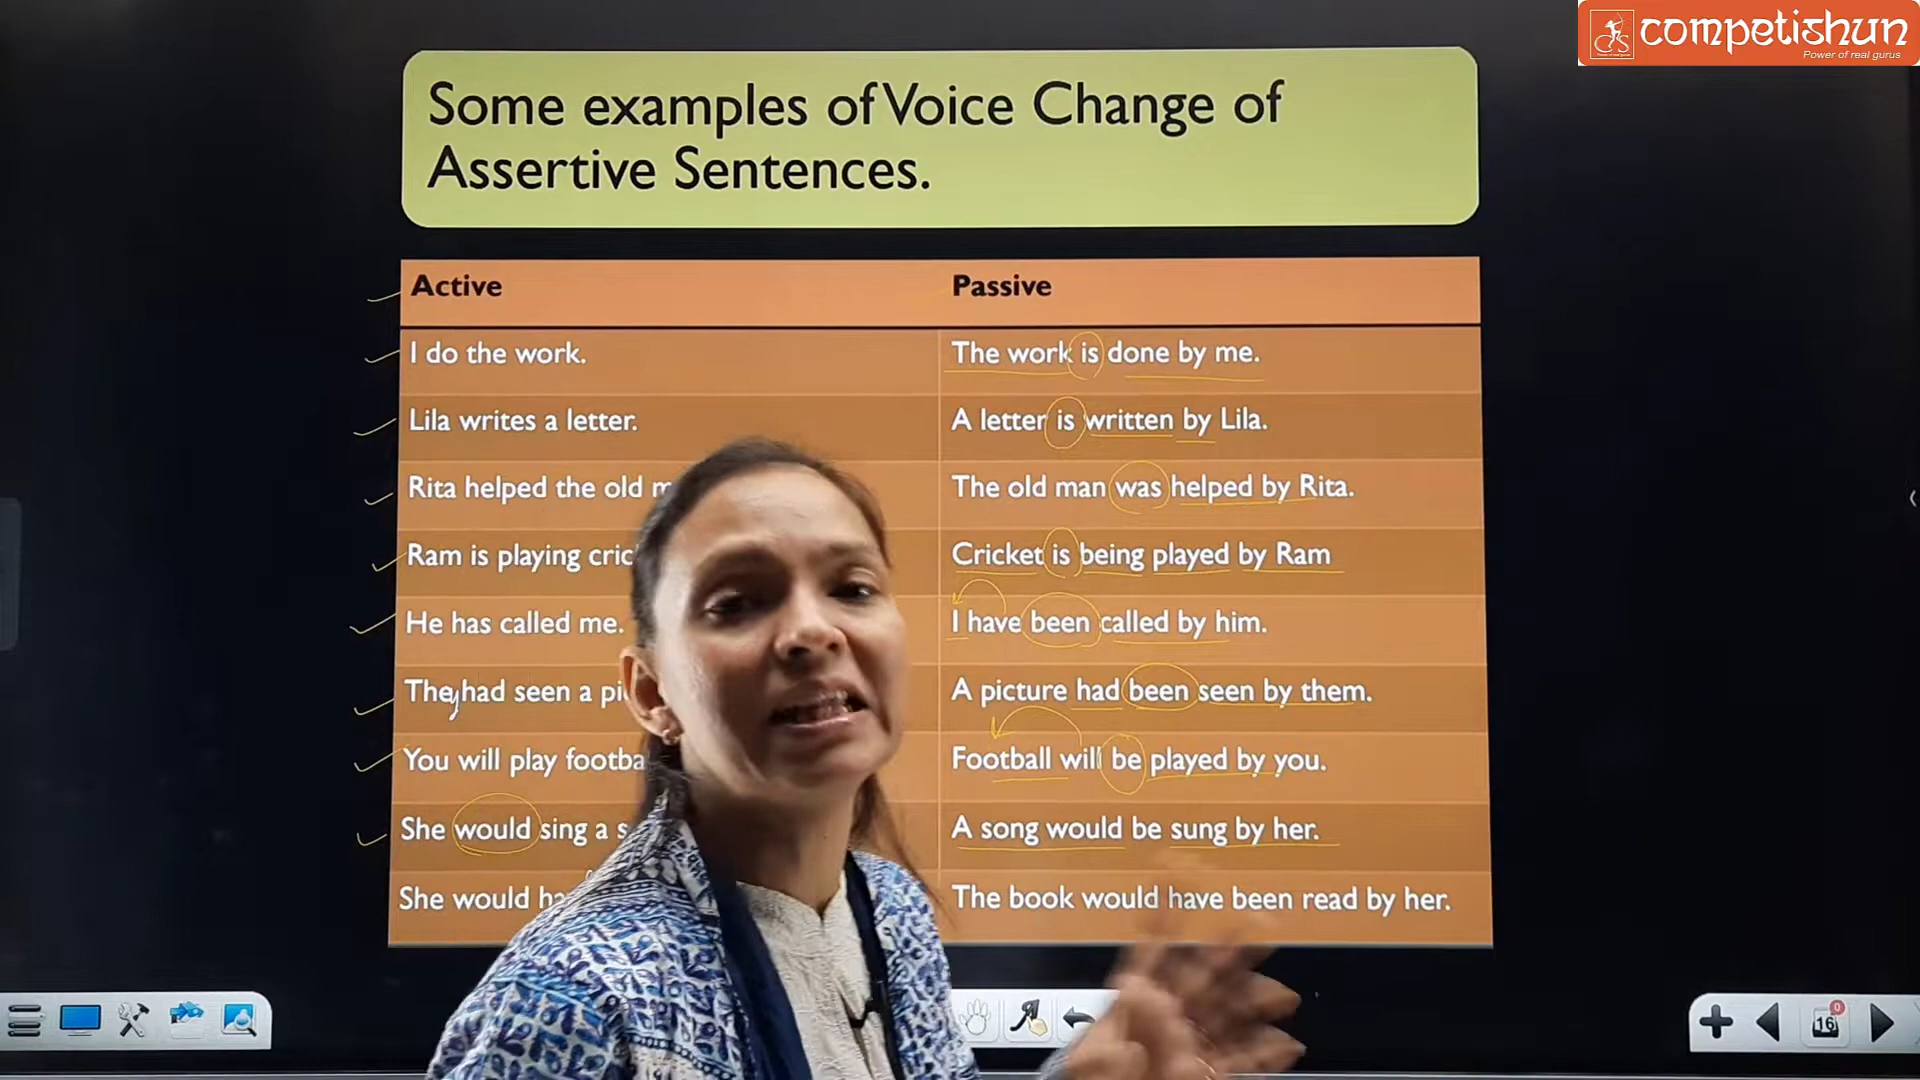 competishun
Power of real gurus
Some examples of Voice Change of
Assertive Sentences.
Active Passive
I do the work. The work is done by me.
Lila writes a letter. A letter is written by Lila.
Rita helped the old The old man was helped by Rita.
Ram is playing Cricket is being played by Ram
He has called me. I have been called by him.
They had seen a A picture had been seen by them.
You will play Football will be played by you.
She would sing a A song would be sung by her.
She would The book would have been read by her.
16
0